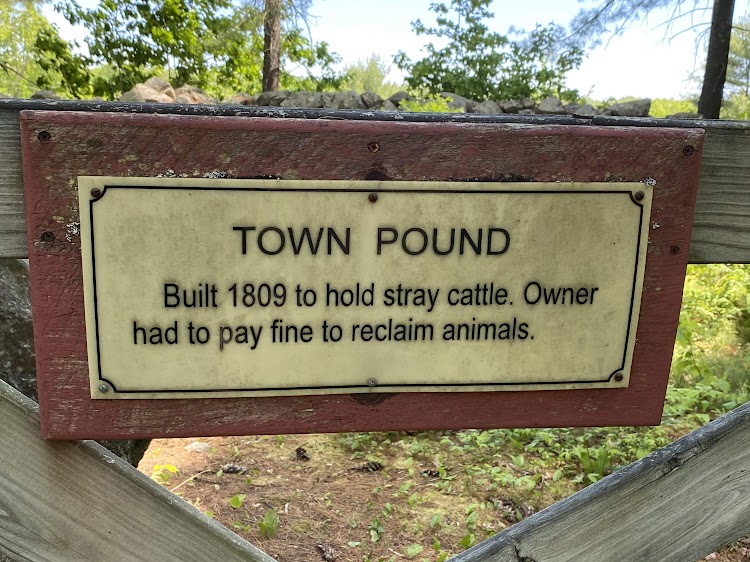 TOWN POUND
Built 1809 to hold stray cattle. Owner
had to pay fine to reclaim animals.